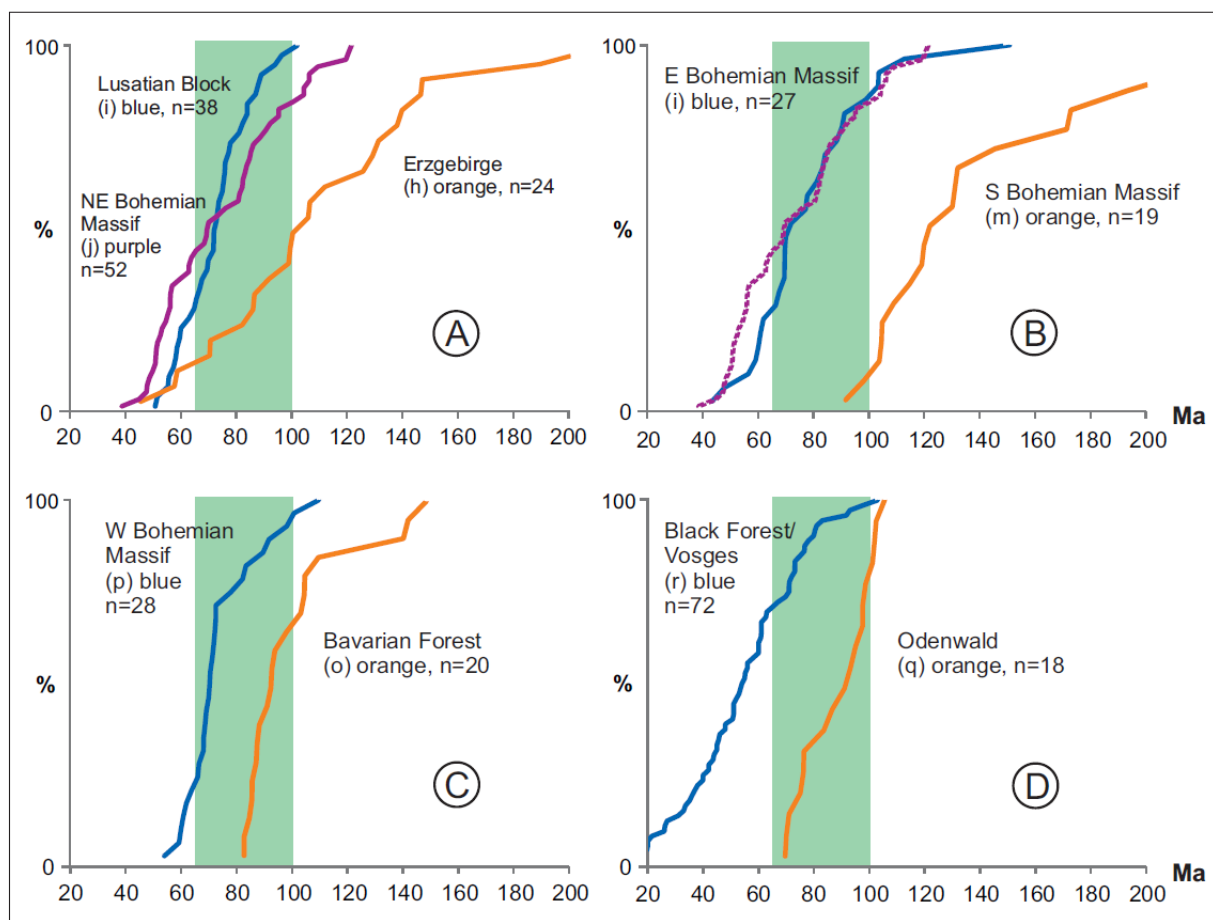 100
Lusatian Block
(i) blue, n=38
NE Bohemian
Massif
(j) purple
n=52
Erzgebirge
(h) orange, n=24
%
A
0
20 40 60 80 100 120 140 160 180 200
100
E Bohemian Massif
(i) blue, n=27
S Bohemian Massif
(m) orange, n=19
%
B
0
20 40 60 80 100 120 140 160 180 200
Ma
100
W Bohemian
Massif
(p) blue
n=28
Bavarian Forest
(o) orange, n=20
%
C
0
20 40 60 80 100 120 140 160 180 200
100
Black Forest/
Vosges
(r) blue
n=72
Odenwald
(q) orange, n=18
%
D
0
20 40 60 80 100 120 140 160 180 200
Ma